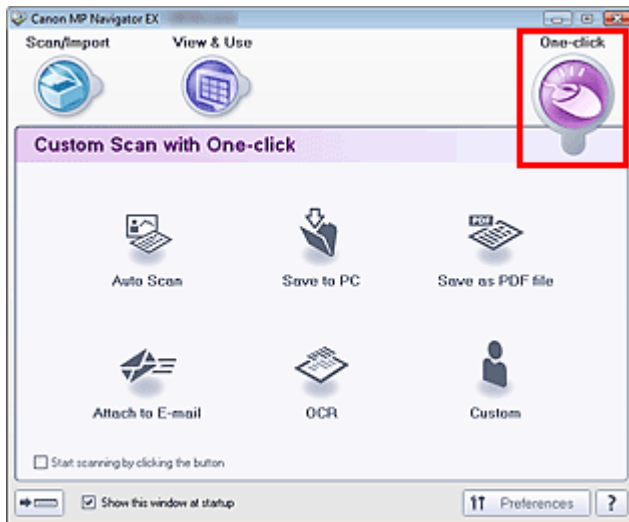 Canon MP Navigator EX
Scan/Import View & Use One-click
Custom Scan with One-click
Auto Scan Save to PC PDF Save as PDF file
Attach to E-mail OCR Custom
Start scanning by clicking the button
Show this window at startup Preferences ?